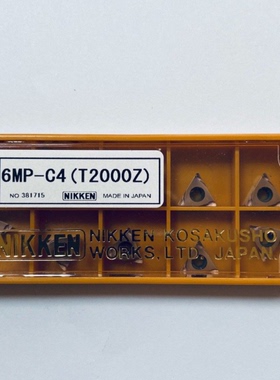 6MP-C4(T2000Z)
NO 381715 NIKKEN MADE IN JAPAN
NIKKEN NIKKEN KOSAKUSHO
WORKS.LTD. JAPAN.